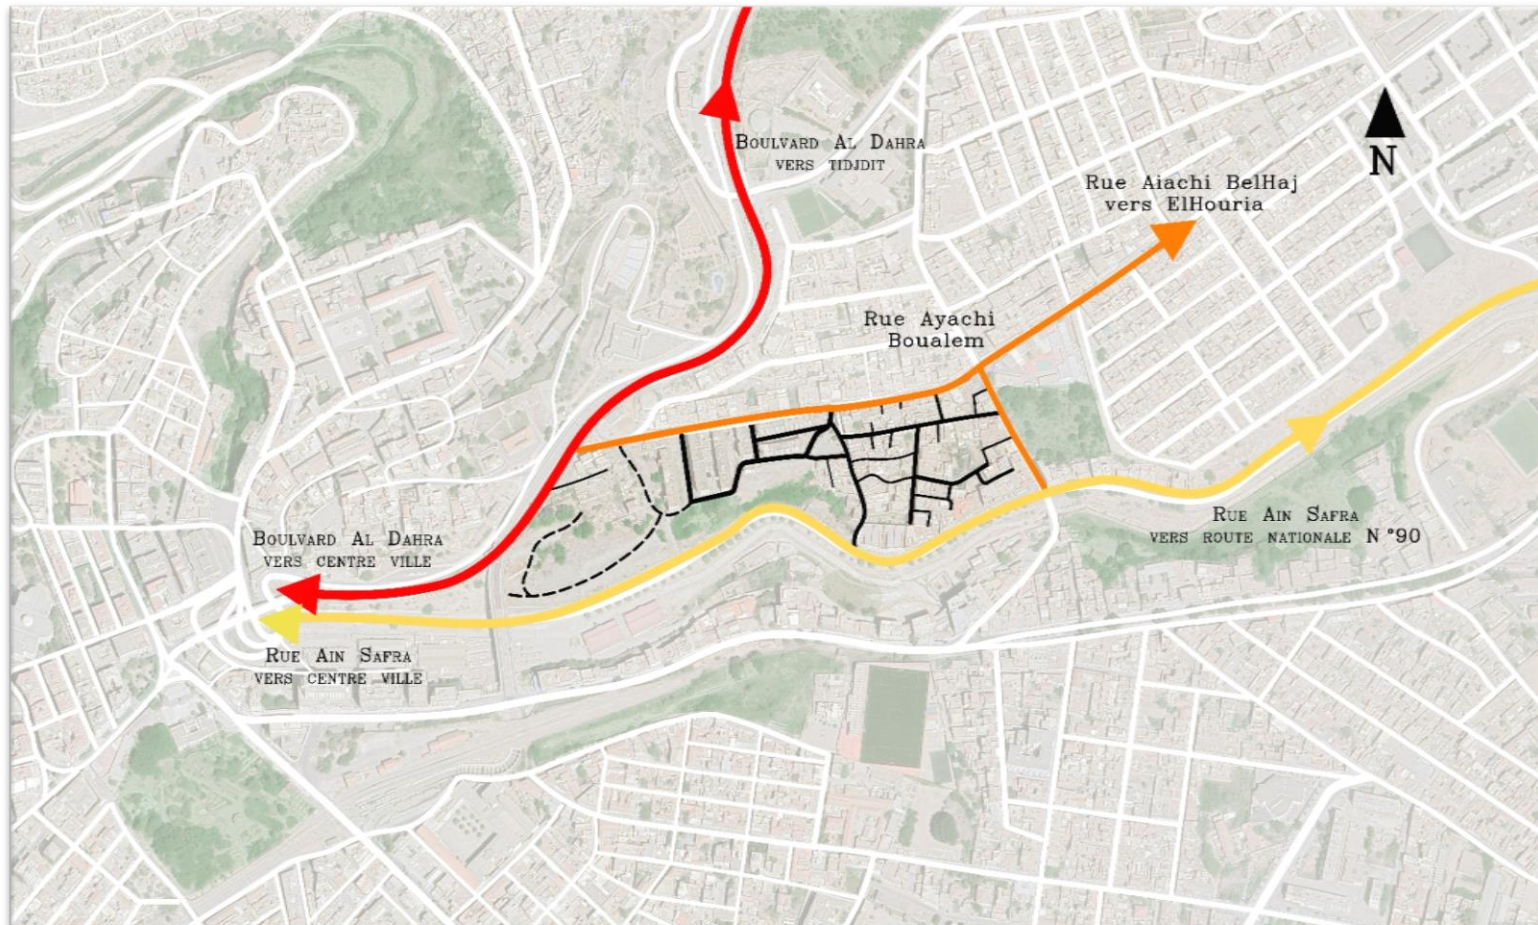 BOULVARD AL DAHRA
VERS TIDJDIT
N
Rue Aiachi BelHaj
vers ElHouria
Rue Ayachi
Boualem
RUE AIN SAFRA
VERS ROUTE NATIONALE N°90
BOULVARD AL DAHRA
VERS CENTRE VILLE
RUE AIN SAFRA
VERS CENTRE VILLE